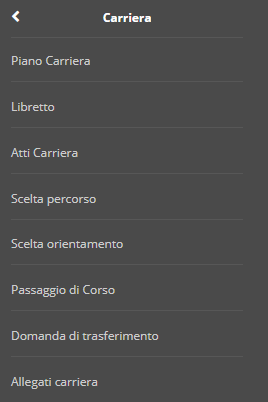 Carriera
Piano Carriera
Libretto
Atti Carriera
Scelta percorso
Scelta orientamento
Passaggio di Corso
Domanda di trasferimento
Allegati carriera